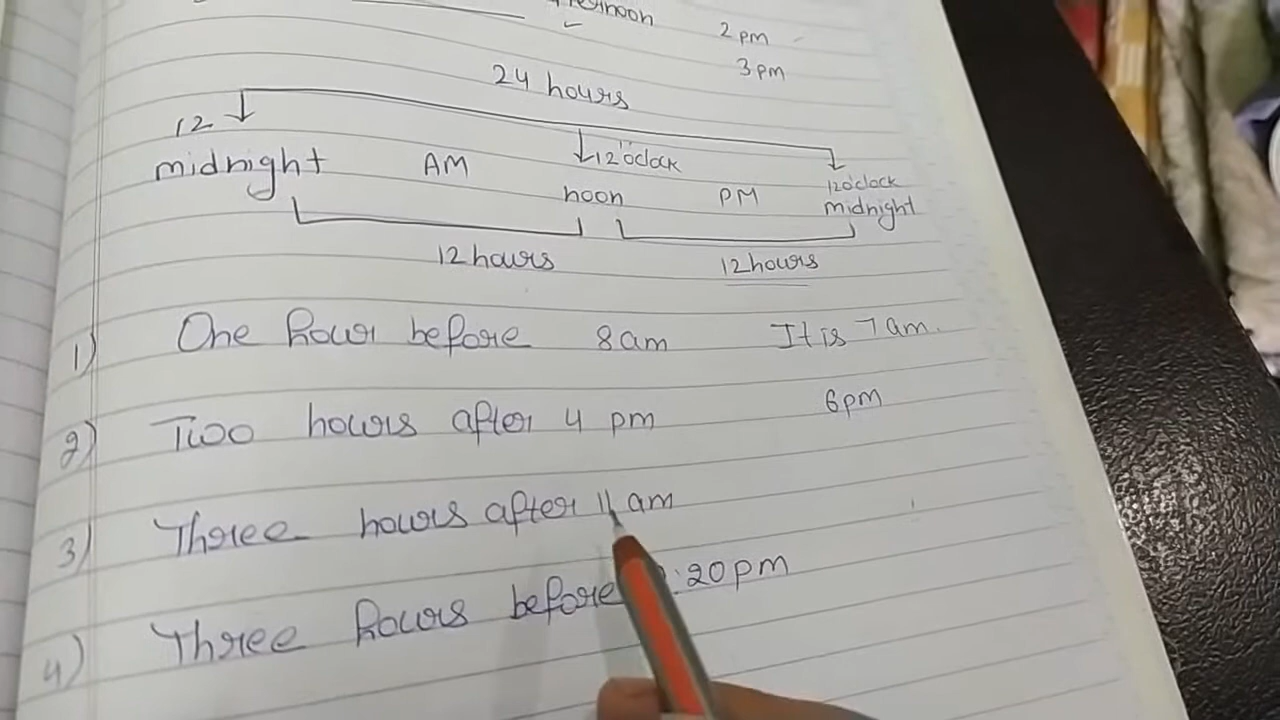 noon
2 pm
3 pm
24 hours
12
midnight AM 12 o'clock noon PM 12 o'clock midnight
12 hours 12 hours
1) One hour before 8 am It is 7 am.
2) Two hours after 4 pm 6 pm
3) Three hours after 11 am
4) Three hours before :20 pm